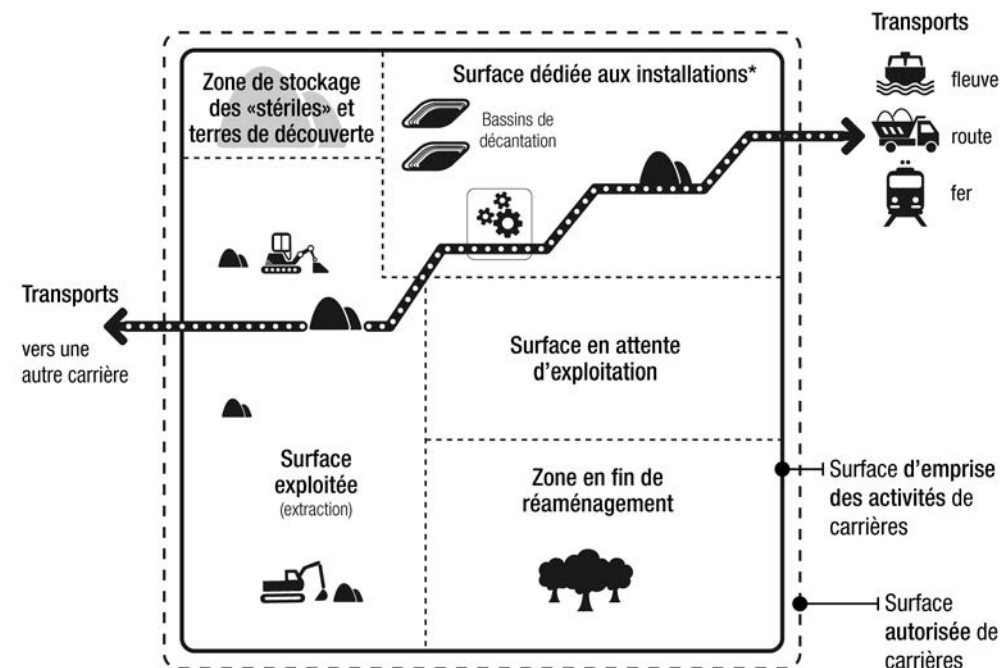 Transports
fleuve
route
fer
Zone de stockage
des «stériles» et
terres de découverte
Surface dédiée aux installations*
Bassins de
décantation
Transports
vers une
autre carrière
Surface en attente
d’exploitation
Surface
exploitée
(extraction)
Zone en fin de
réaménagement
Surface d’emprise
des activités de
carrières
Surface
autorisée de
carrières